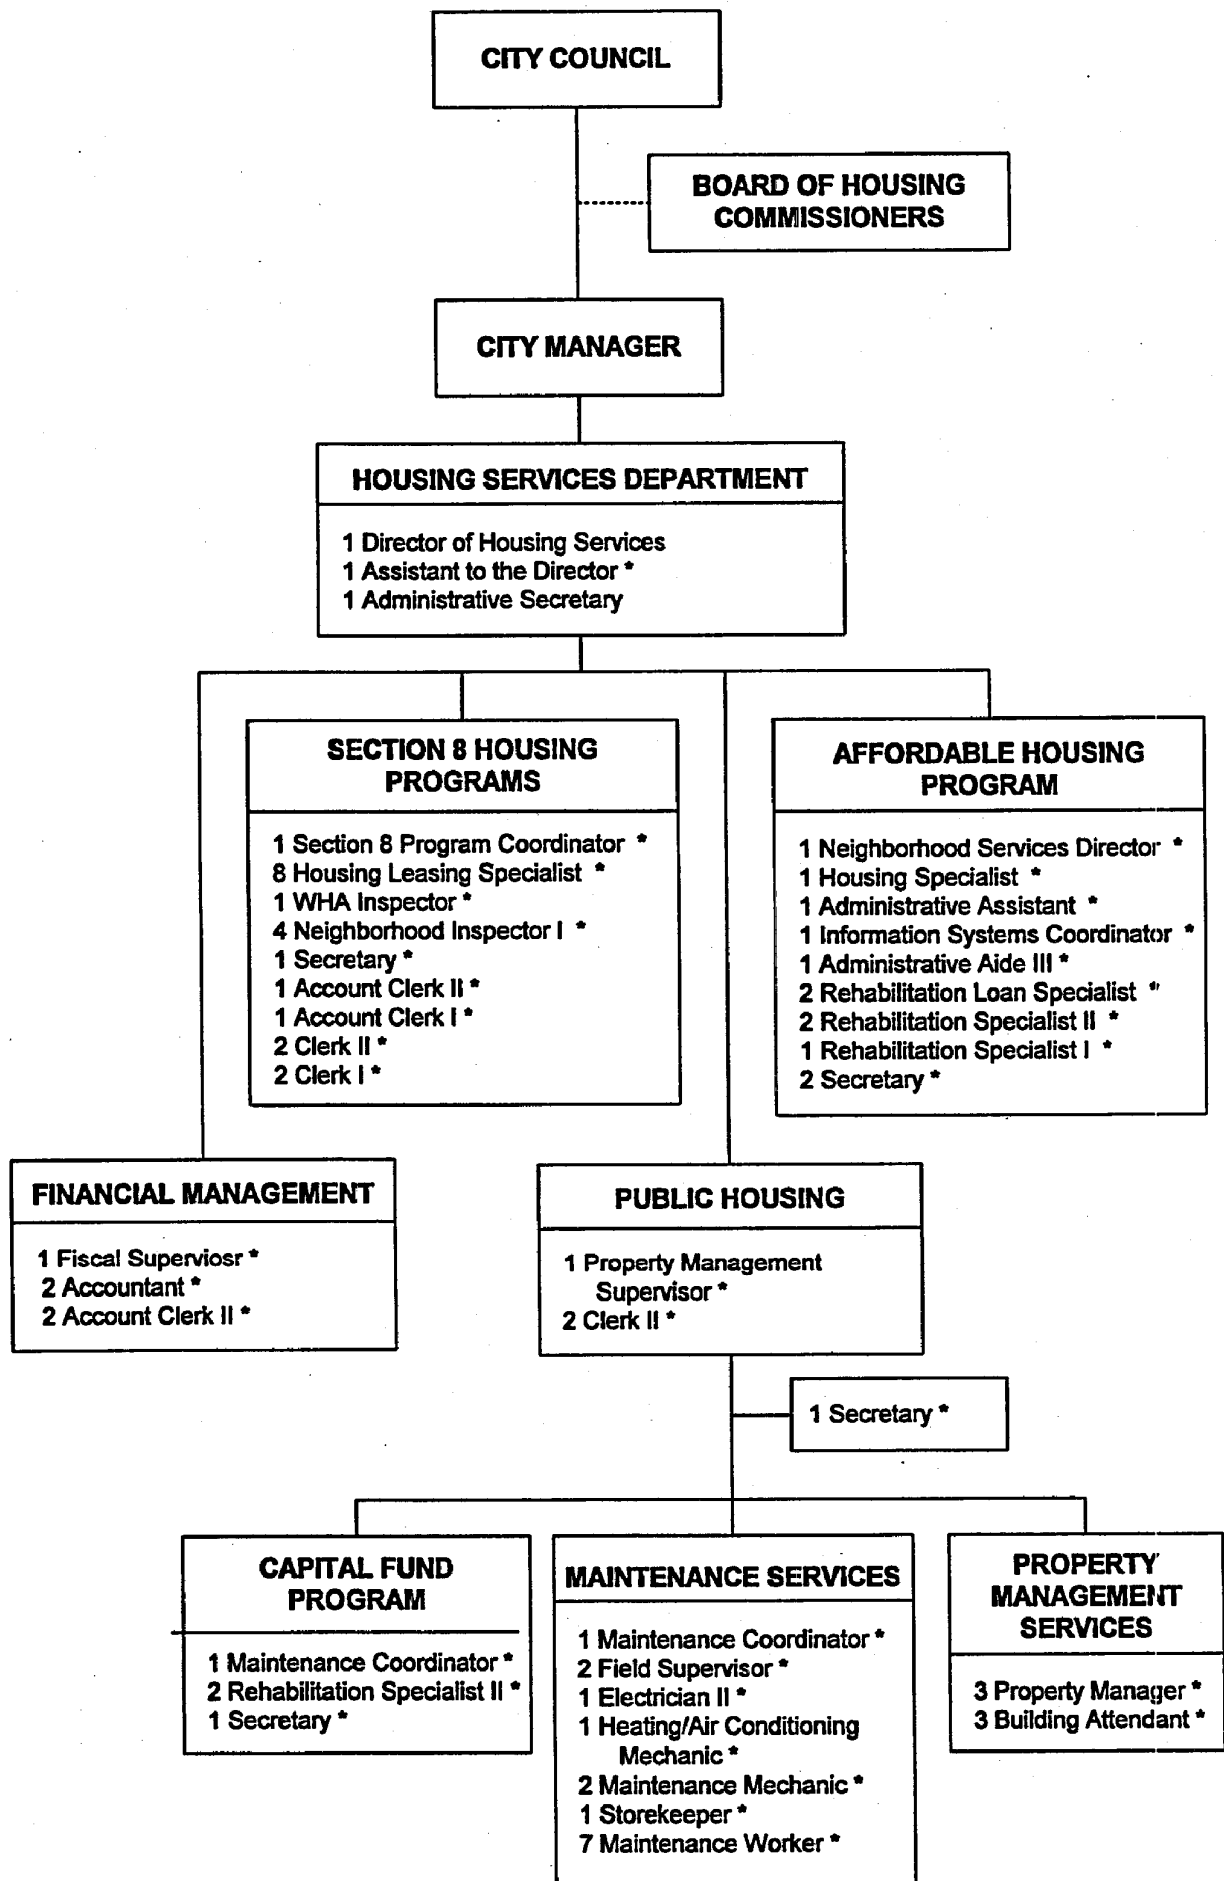 CITY COUNCIL
BOARD OF HOUSING
COMMISSIONERS
CITY MANAGER
HOUSING SERVICES DEPARTMENT
1 Director of Housing Services
1 Assistant to the Director *
1 Administrative Secretary
SECTION 8 HOUSING
PROGRAMS
1 Section 8 Program Coordinator *
8 Housing Leasing Specialist *
1 WHA Inspector *
4 Neighborhood Inspector I *
1 Secretary *
1 Account Clerk II *
1 Account Clerk I *
2 Clerk II *
2 Clerk I *
AFFORDABLE HOUSING
PROGRAM
1 Neighborhood Services Director *
1 Housing Specialist *
1 Administrative Assistant *
1 Information Systems Coordinator *
1 Administrative Aide III *
2 Rehabilitation Loan Specialist *
2 Rehabilitation Specialist II *
1 Rehabilitation Specialist I *
2 Secretary *
FINANCIAL MANAGEMENT
1 Fiscal Superviosr *
2 Accountant *
2 Account Clerk II *
PUBLIC HOUSING
1 Property Management
Supervisor *
2 Clerk II *
1 Secretary *
CAPITAL FUND
PROGRAM
1 Maintenance Coordinator *
2 Rehabilitation Specialist II *
1 Secretary *
MAINTENANCE SERVICES
1 Maintenance Coordinator *
2 Field Supervisor *
1 Electrician II *
1 Heating/Air Conditioning
Mechanic *
2 Maintenance Mechanic *
1 Storekeeper *
7 Maintenance Worker *
PROPERTY
MANAGEMENT
SERVICES
3 Property Manager *
3 Building Attendant *